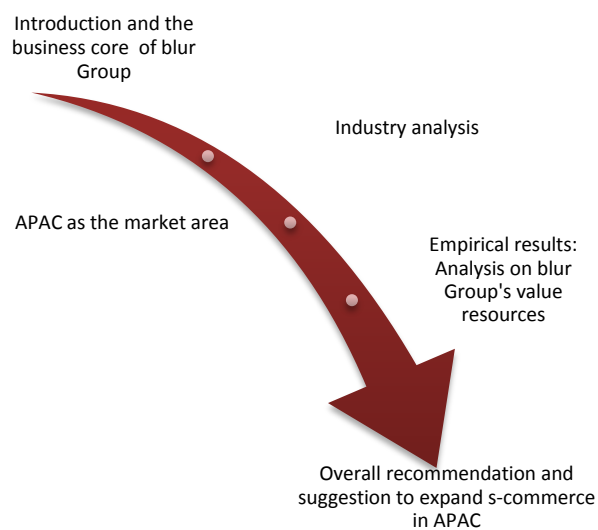 Introduction and the
business core of blur
Group
Industry analysis
APAC as the market area
Empirical results:
Analysis on blur
Group's value
resources
Overall recommendation and
suggestion to expand s-commerce
in APAC